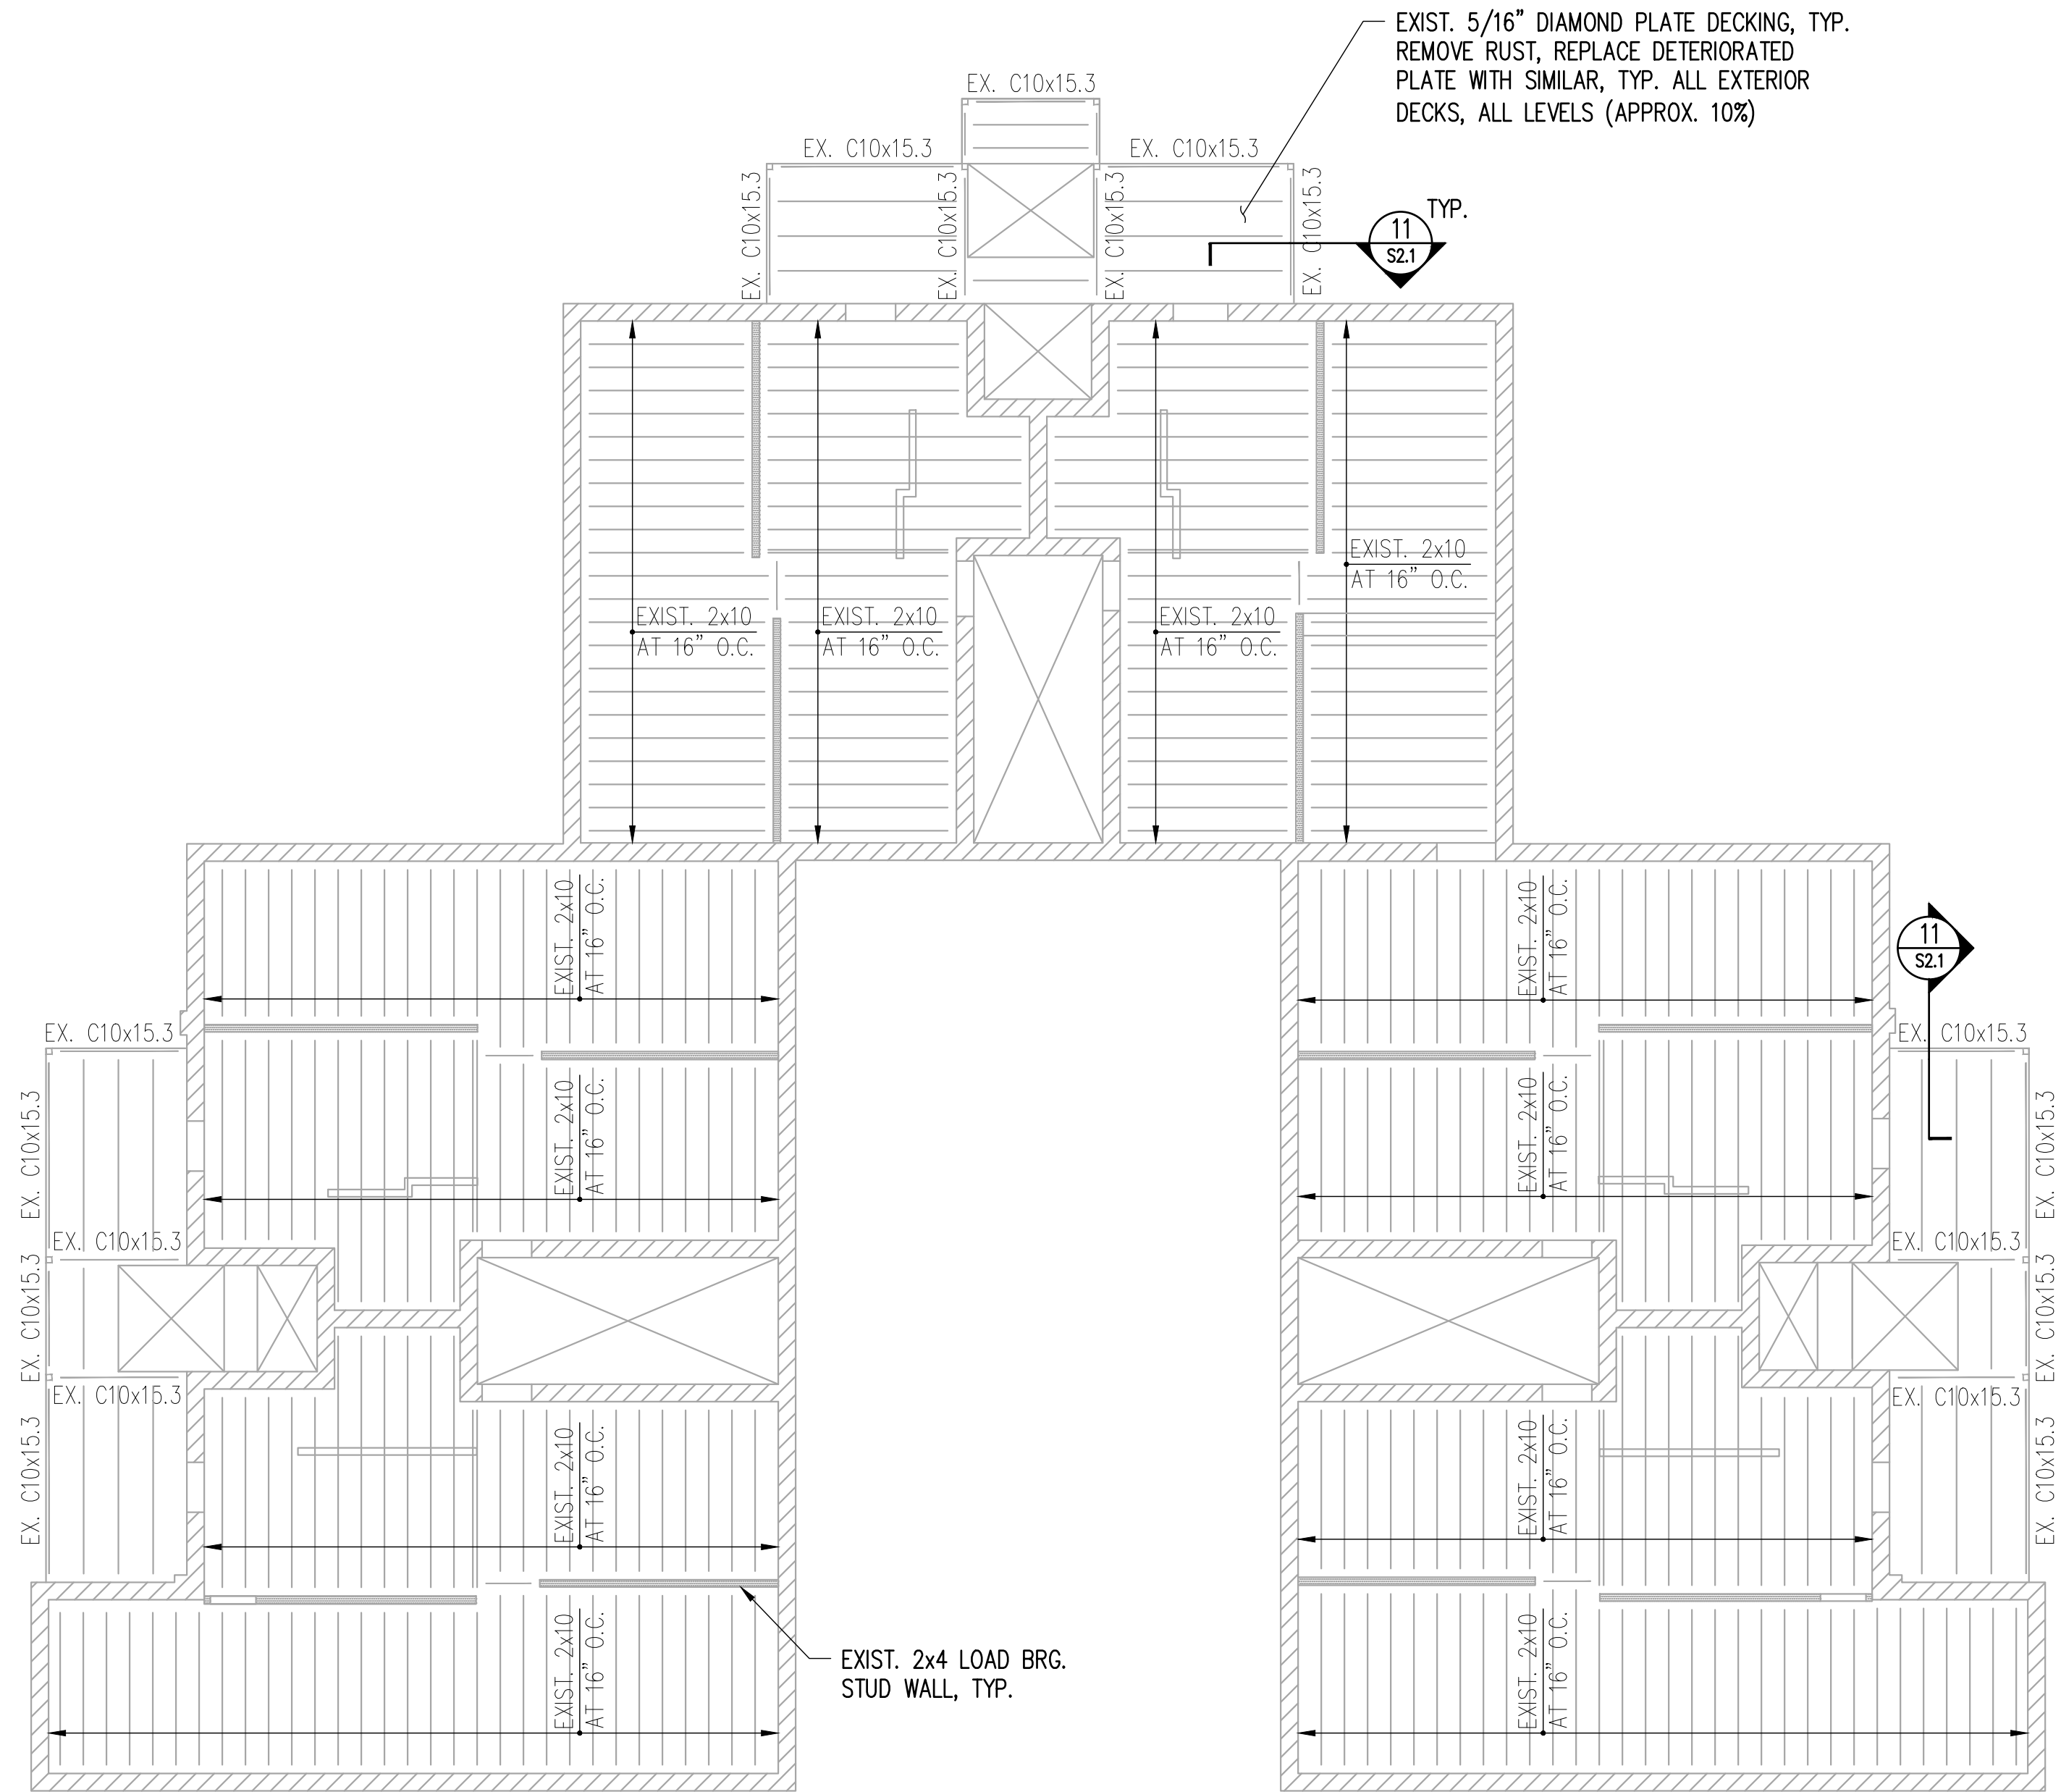 EXIST. 5/16" DIAMOND PLATE DECKING, TYP.
REMOVE RUST, REPLACE DETERIORATED
PLATE WITH SIMILAR, TYP. ALL EXTERIOR
DECKS, ALL LEVELS (APPROX. 10%)
EX. C10x15.3
EX. C10x15.3
EX. C10x15.3
EX. C10x15.3
EX. C10x15.3
EX. C10x15.3
EX. C10x15.3
TYP.
11
S2.1
EXIST. 2x10
AT 16" O.C.
EXIST. 2x10
AT 16" O.C.
EXIST. 2x10
AT 16" O.C.
EXIST. 2x10
AT 16" O.C.
EXIST. 2x10
AT 16" O.C.
EXIST. 2x10
AT 16" O.C.
11
S2.1
EX. C10x15.3
EX. C10x15.3
EX. C10x15.3
EXIST. 2x10
AT 16" O.C.
EXIST. 2x10
AT 16" O.C.
EX. C10x15.3
EX. C10x15.3
EX. C10x15.3
EX. C10x15.3
EX. C10x15.3
EX. C10x15.3
EX. C10x15.3
EX. C10x15.3
EXIST. 2x10
AT 16" O.C.
EXIST. 2x10
AT 16" O.C.
EX. C10x15.3
EXIST. 2x10
AT 16" O.C.
EXIST. 2x10
AT 16" O.C.
EXIST. 2x4 LOAD BRG.
STUD WALL, TYP.